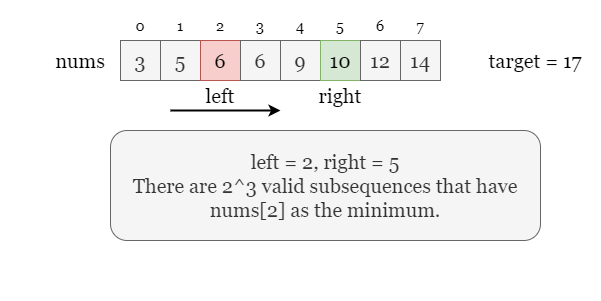 0 1 2 3 4 5 6 7
nums 3 5 6 6 9 10 12 14 target = 17
left right
left = 2, right = 5
There are 2^3 valid subsequences that have
nums[2] as the minimum.